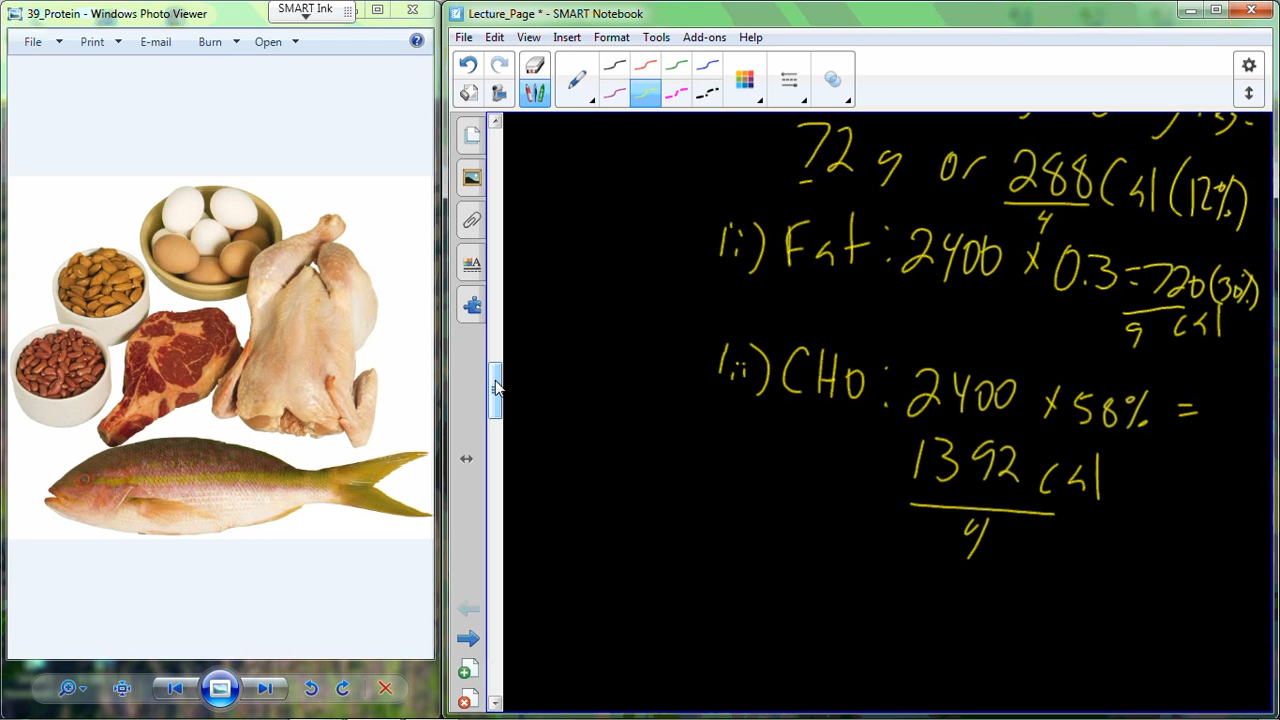 39_Protein - Windows Photo Viewer
SMART Ink
File Print E-mail Burn Open
Lecture_Page * - SMART Notebook
File Edit View Insert Format Tools Add-ons Help
72 g or 288 Cal (12%)
4
ii) Fat : 2400 × 0.3 = 720 (30%)
9 Cal
iii) CHO : 2400 × 58% =
1392 Cal
4